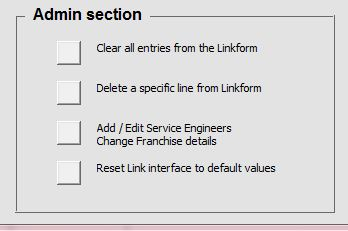 Admin section
Clear all entries from the Linkform
Delete a specific line from Linkform
Add / Edit Service Engineers
Change Franchise details
Reset Link interface to default values